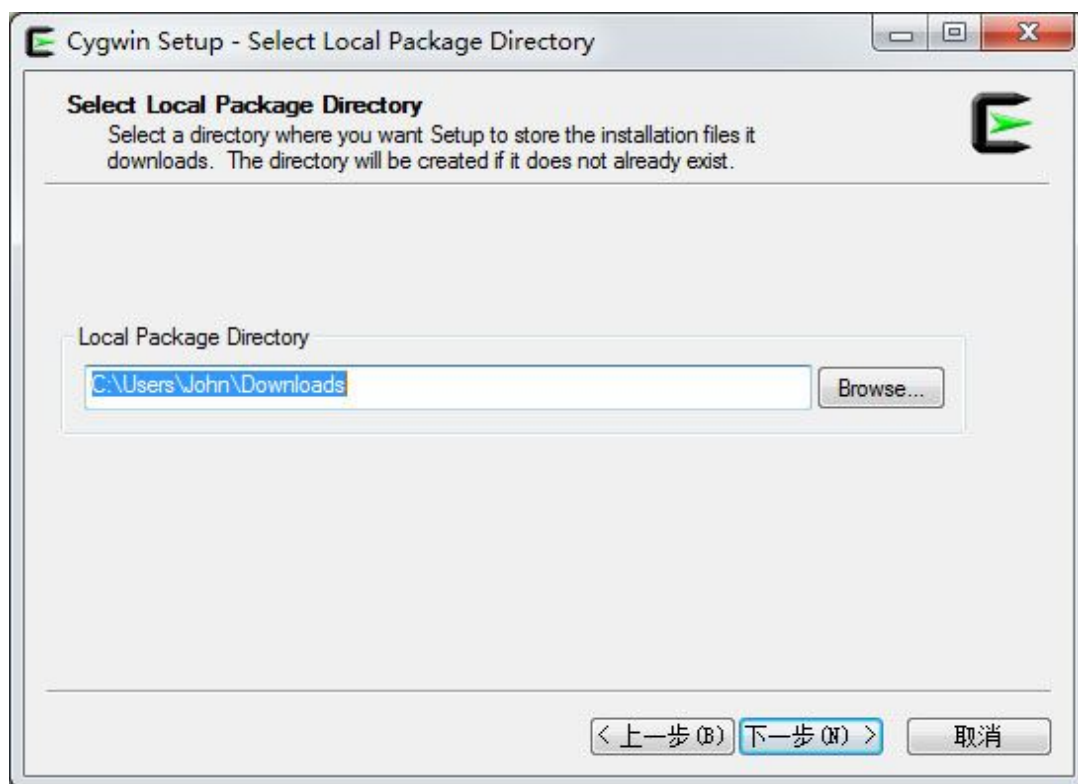 Cygwin Setup - Select Local Package Directory
Select Local Package Directory
Select a directory where you want Setup to store the installation files it
downloads.  The directory will be created if it does not already exist.
Local Package Directory
C:\Users\John\Downloads
Browse...
< 上一步(B)
下一步(N) >
取消